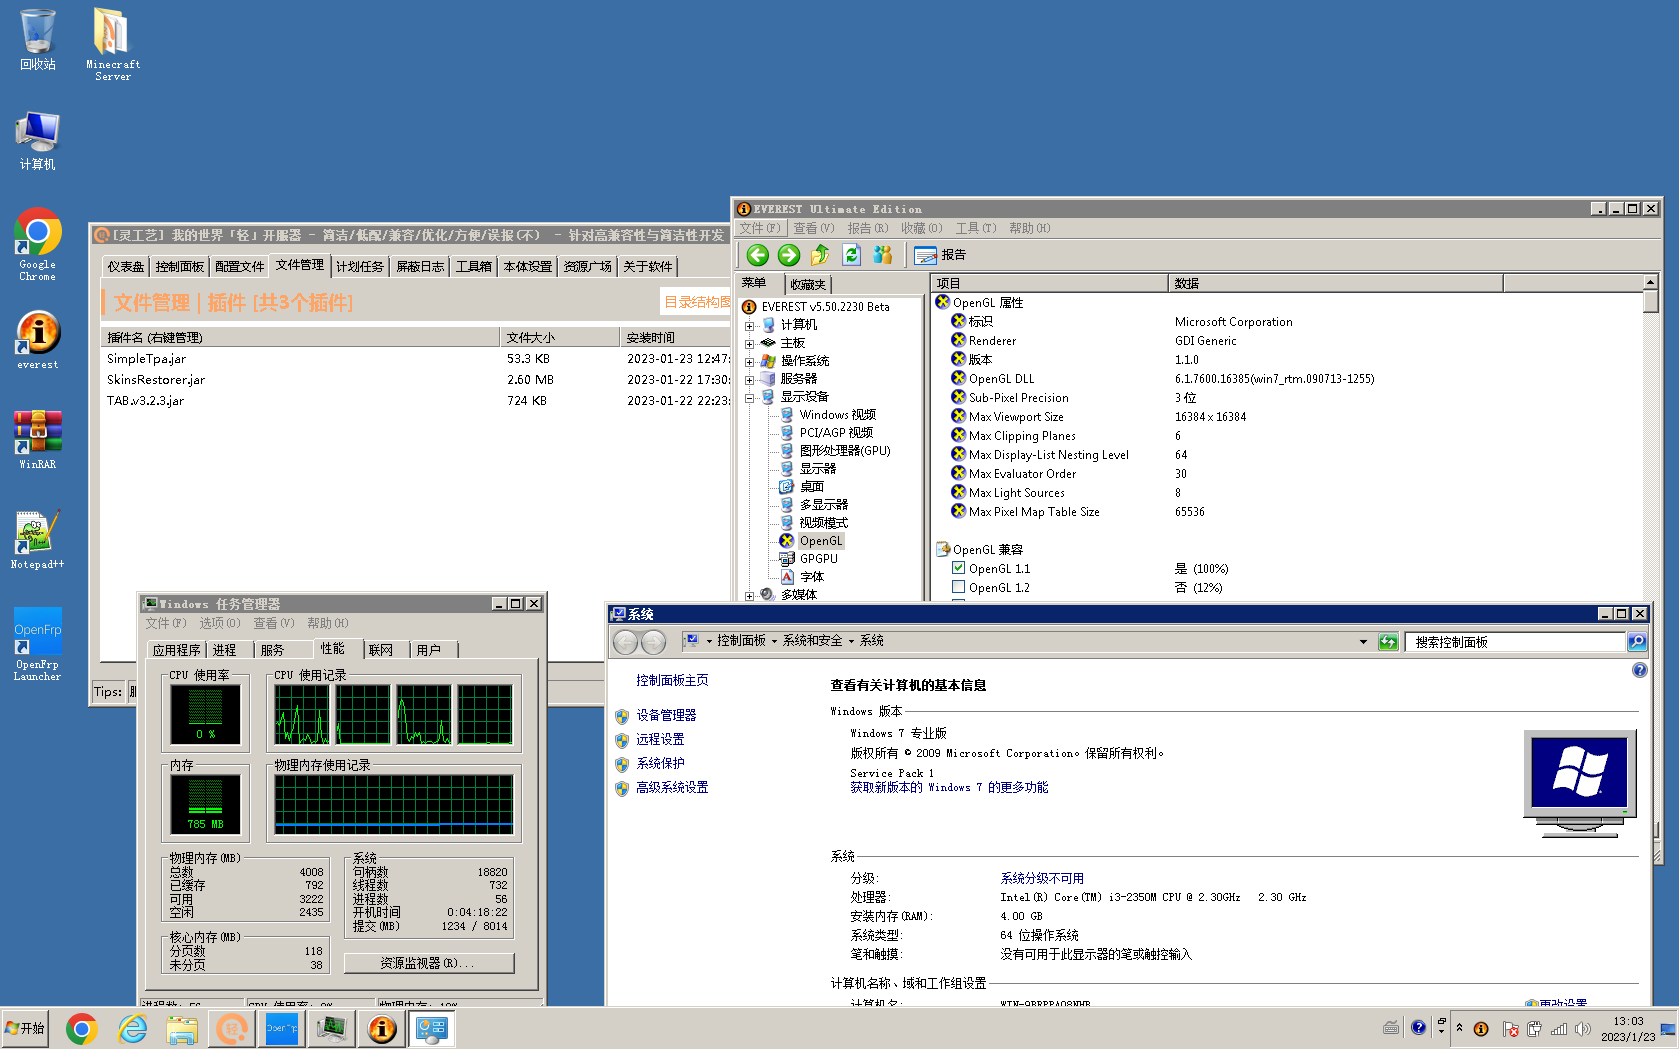 回收站
Minecraft
Server
计算机
Google
Chrome
everest
WinRAR
Notepad++
OpenFrp
OpenFrp
Launcher
[灵工艺] 我的世界「轻」开服器 - 简洁/低配/兼容/优化/方便/误报(不) - 针对高兼容性与简洁性开发
仪表盘
控制面板
配置文件
文件管理
计划任务
屏蔽日志
工具箱
本体设置
资源广场
关于软件
文件管理 | 插件 [共3个插件]
目录结构图
插件名 (右键管理)
文件大小
安装时间
SimpleTpa.jar
53.3 KB
2023-01-23 12:47:
SkinsRestorer.jar
2.60 MB
2023-01-22 17:30:
TAB.v3.2.3.jar
724 KB
2023-01-22 22:23:
Tips:
EVEREST Ultimate Edition
文件(F)
查看(V)
报告(R)
收藏(O)
工具(T)
帮助(H)
报告
菜单
收藏夹
EVEREST v5.50.2230 Beta
计算机
主板
操作系统
服务器
显示设备
Windows 视频
PCI/AGP 视频
图形处理器(GPU)
显示器
桌面
多显示器
视频模式
OpenGL
GPGPU
字体
多媒体
项目
数据
OpenGL 属性
标识
Microsoft Corporation
Renderer
GDI Generic
版本
1.1.0
OpenGL DLL
6.1.7600.16385(win7_rtm.090713-1255)
Sub-Pixel Precision
3 位
Max Viewport Size
16384 x 16384
Max Clipping Planes
6
Max Display-List Nesting Level
64
Max Evaluator Order
30
Max Light Sources
8
Max Pixel Map Table Size
65536
OpenGL 兼容
OpenGL 1.1
是 (100%)
OpenGL 1.2
否 (12%)
Windows 任务管理器
文件(F)
选项(O)
查看(V)
帮助(H)
应用程序
进程
服务
性能
联网
用户
CPU 使用率
0 %
CPU 使用记录
内存
785 MB
物理内存使用记录
物理内存(MB)
总数 4008
已缓存 792
可用 3222
空闲 2435
系统
句柄数 18820
线程数 732
进程数 56
开机时间 0:04:18:22
提交(MB) 1234 / 8014
核心内存(MB)
分页数 118
未分页 38
资源监视器(R)...
进程数: 56
CPU 使用率: 0%
物理内存: 19%
系统
控制面板
系统和安全
系统
搜索控制面板
控制面板主页
设备管理器
远程设置
系统保护
高级系统设置
查看有关计算机的基本信息
Windows 版本
Windows 7 专业版
版权所有 © 2009 Microsoft Corporation。保留所有权利。
Service Pack 1
获取新版本的 Windows 7 的更多功能
系统
分级: 系统分级不可用
处理器: Intel(R) Core(TM) i3-2350M CPU @ 2.30GHz 2.30 GHz
安装内存(RAM): 4.00 GB
系统类型: 64 位操作系统
笔和触摸: 没有可用于此显示器的笔或触控输入
计算机名称、域和工作组设置
计算机名:
更改设置
开始
轻
OpenFrp
13:03
2023/1/23